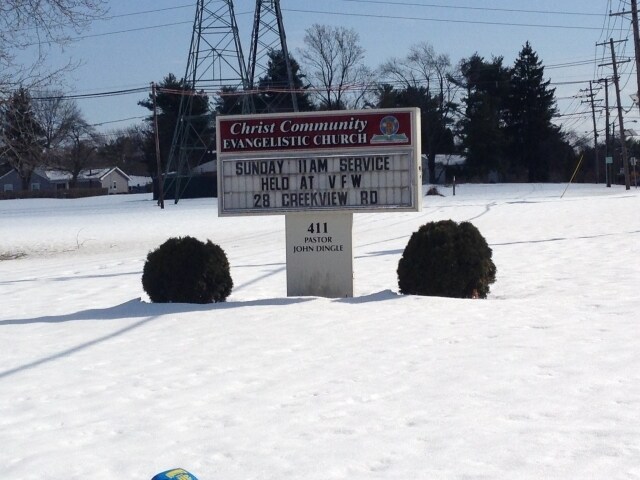 Christ Community
EVANGELISTIC CHURCH
SUNDAY 11AM SERVICE
HELD AT VFW
28 CREEKVIEW RD
411
PASTOR
JOHN DINGLE